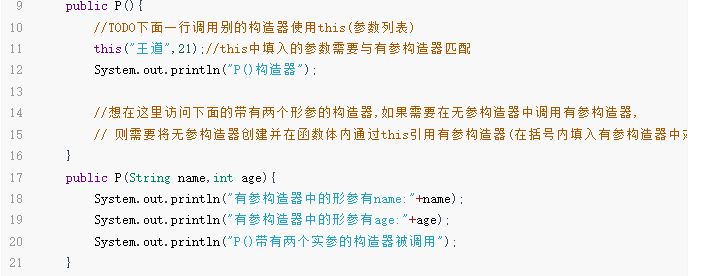 9 public P(){
10 //TODO下面一行调用别的构造器使用this(参数列表)
11 this("王道",21);//this中填入的参数需要与有参构造器匹配
12 System.out.println("P()构造器");
13
14 //想在这里访问下面的带有两个形参的构造器,如果需要在无参构造器中调用有参构造器,
15 // 则需要将无参构造器创建并在函数体内通过this引用有参构造器(在括号内填入有参构造器中
16 }
17 public P(String name,int age){
18 System.out.println("有参构造器中的形参有name:"+name);
19 System.out.println("有参构造器中的形参有age:"+age);
20 System.out.println("P()带有两个实参的构造器被调用");
21 }